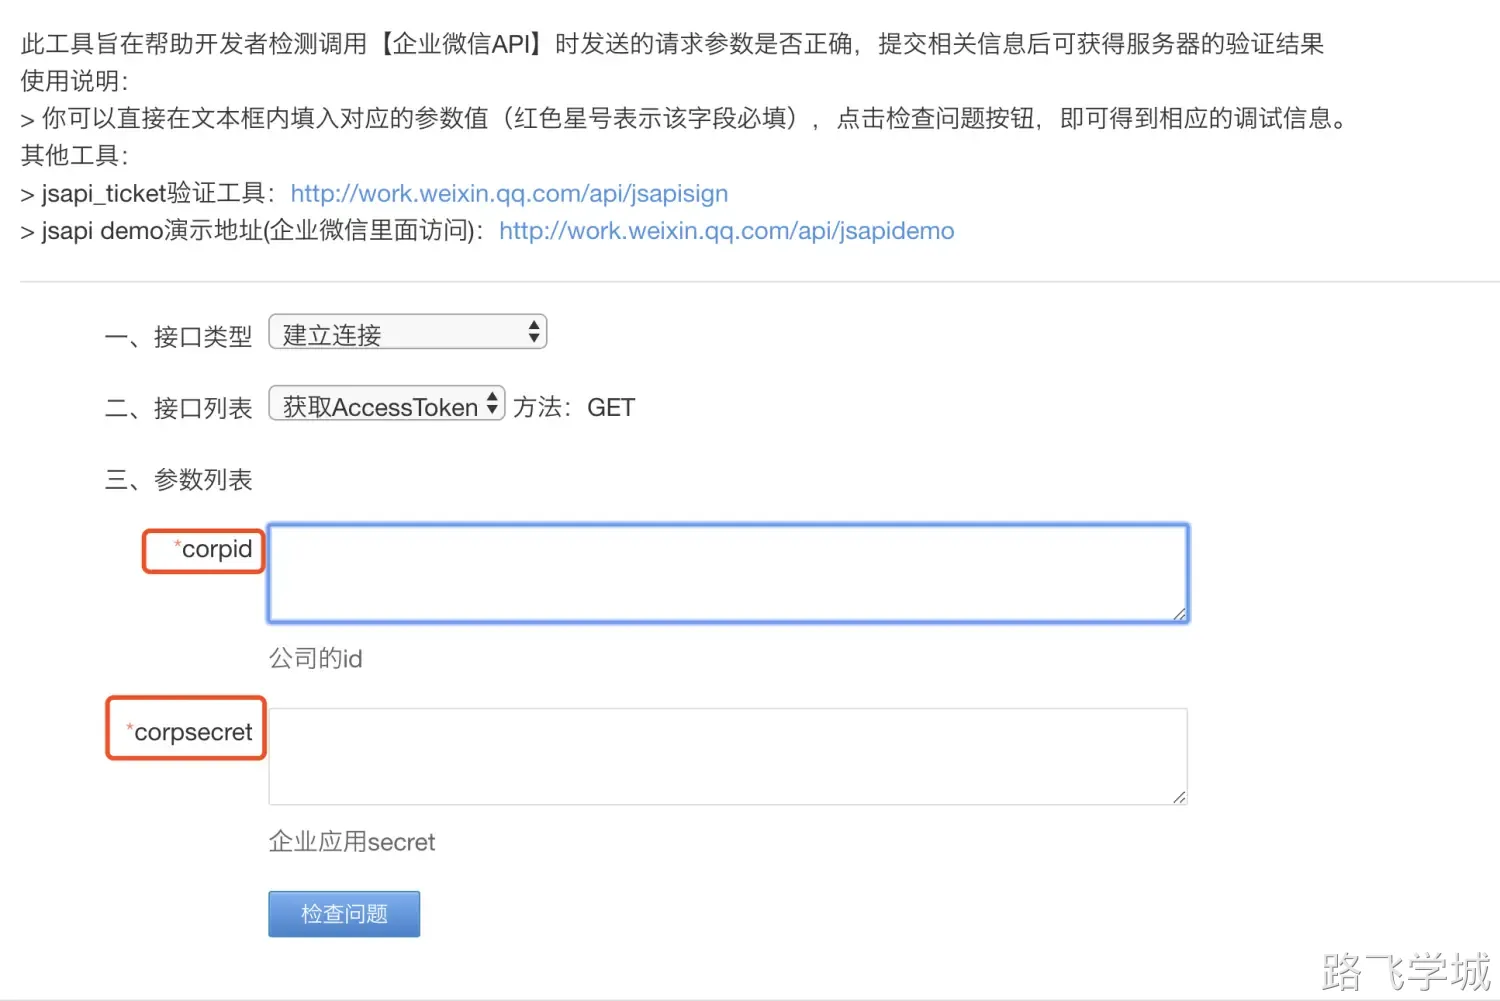 此工具旨在帮助开发者检测调用【企业微信API】时发送的请求参数是否正确，提交相关信息后可获得服务器的验证结果
使用说明：
> 你可以直接在文本框内填入对应的参数值（红色星号表示该字段必填），点击检查问题按钮，即可得到相应的调试信息。
其他工具：
> jsapi_ticket验证工具：http://work.weixin.qq.com/api/jsapisign
> jsapi demo演示地址(企业微信里面访问)：http://work.weixin.qq.com/api/jsapidemo
一、接口类型 建立连接
二、接口列表 获取AccessToken 方法：GET
三、参数列表
*corpid
公司的id
*corpsecret
企业应用secret
检查问题
路飞学城